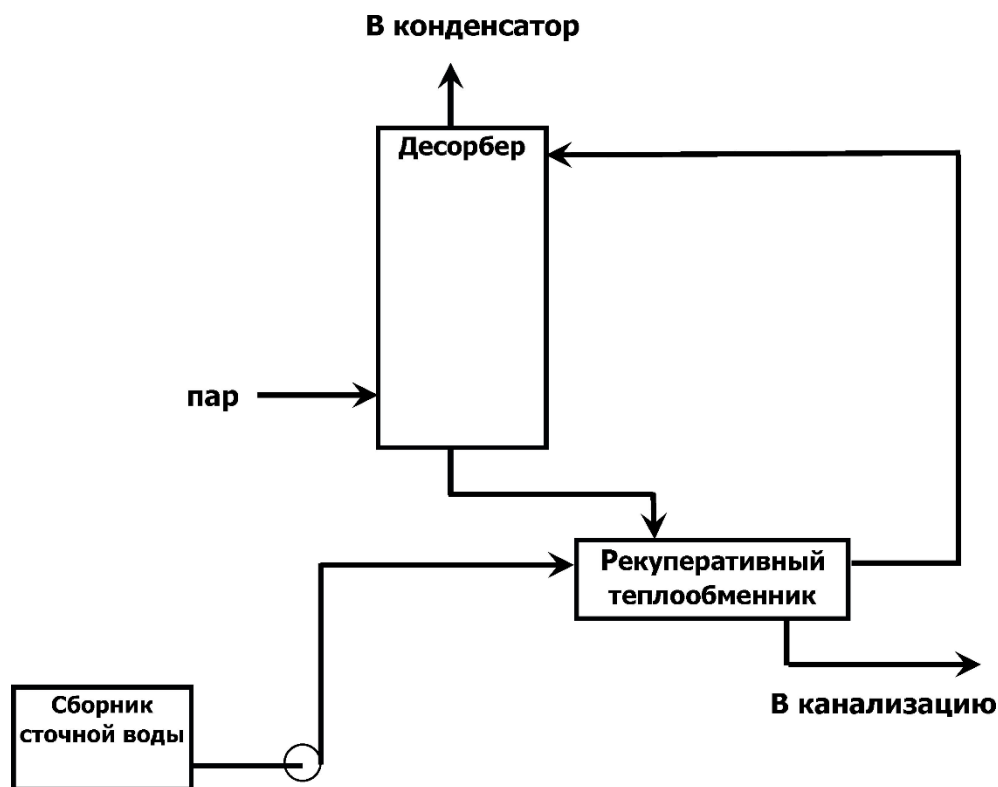 В конденсатор
Десорбер
пар
Рекуперативный
теплообменник
Сборник
сточной воды
В канализацию